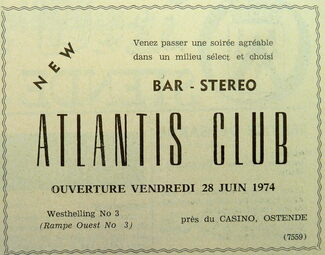 NEW
Venez passer une soirée agréable
dans un milieu sélect et choisi
BAR - STEREO
ATLANTIS CLUB
OUVERTURE VENDREDI 28 JUIN 1974
Westhelling No 3
(Rampe Ouest No 3)
près du CASINO, OSTENDE
(7559)